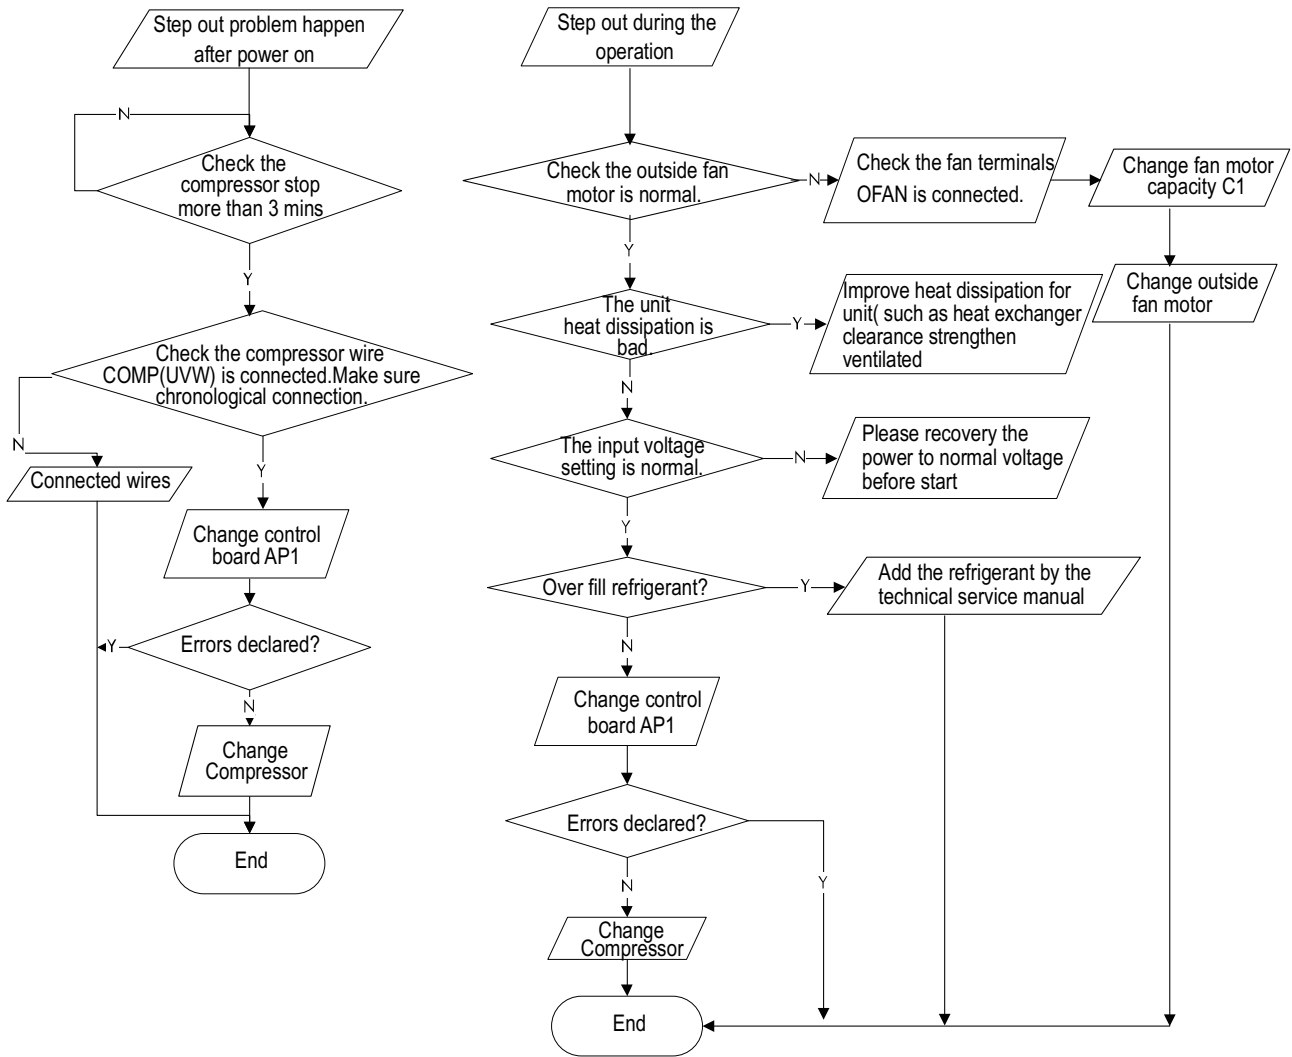 Step out problem happen
after power on
N
Check the
compressor stop
more than 3 mins
Y
Check the compressor wire
COMP(UVW) is connected.Make sure
chronological connection.
N
Connected wires
Y
Change control
board AP1
Errors declared?
Y
N
Change
Compressor
End
Step out during the
operation
Check the outside fan
motor is normal.
N
Check the fan terminals
OFAN is connected.
Change fan motor
capacity C1
Change outside
fan motor
Y
The unit
heat dissipation is
bad.
Y
Improve heat dissipation for
unit( such as heat exchanger
clearance strengthen
ventilated
N
The input voltage
setting is normal.
N
Please recovery the
power to normal voltage
before start
Y
Over fill refrigerant?
Y
Add the refrigerant by the
technical service manual
N
Change control
board AP1
Errors declared?
Y
N
Change
Compressor
End